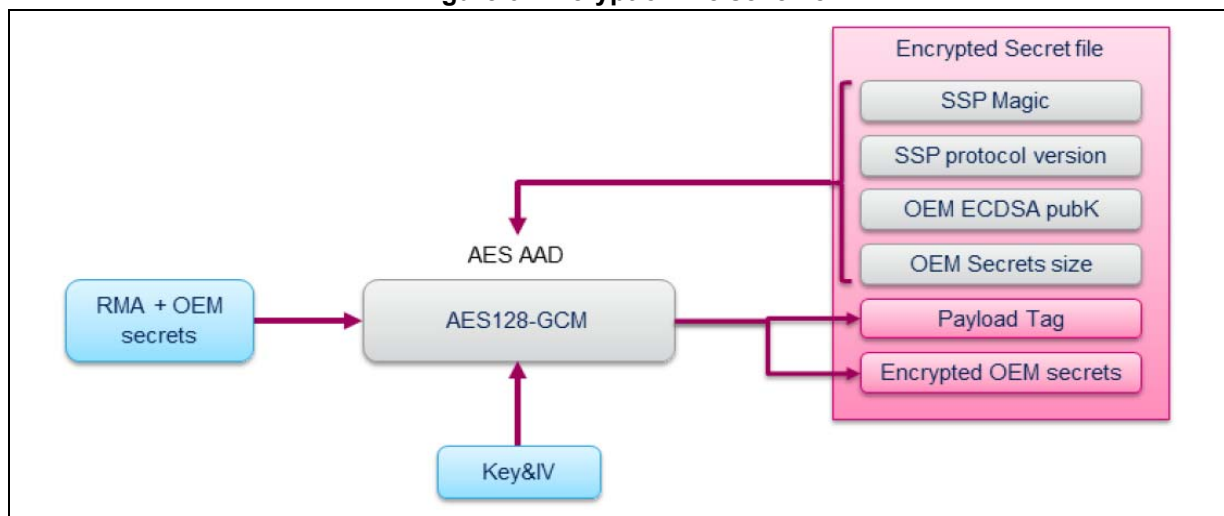 Encrypted Secret file
SSP Magic
SSP protocol version
OEM ECDSA pubK
AES AAD
OEM Secrets size
RMA + OEM
secrets
AES128-GCM
Payload Tag
Encrypted OEM secrets
Key&IV